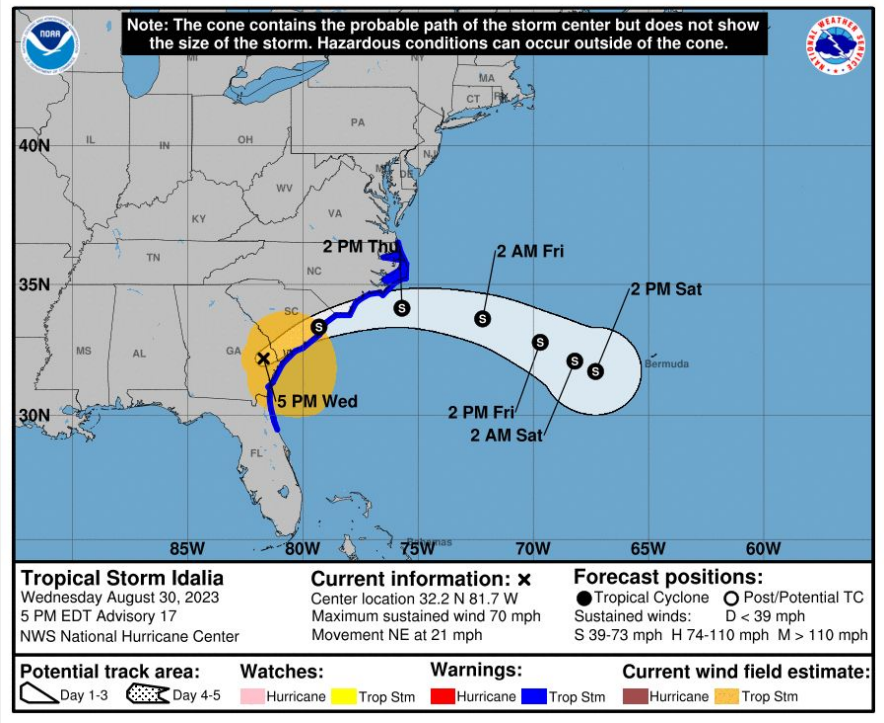 Note: The cone contains the probable path of the storm center but does not show
the size of the storm. Hazardous conditions can occur outside of the cone.
NOAA
NATIONAL WEATHER SERVICE
MI
NY
MA
CT
RI
PA
40N
IL
IN
OH
NJ
DE
WV
KY
VA
2 PM Thu
2 AM Fri
TN
NC
35N
2 PM Sat
SC
S
S
S
S
MS
AL
GA
S
S
Bermuda
5 PM Wed
2 PM Fri
30N
2 AM Sat
FL
Bahamas
85W
80W
75W
70W
65W
60W
Tropical Storm Idalia
Wednesday August 30, 2023
5 PM EDT Advisory 17
NWS National Hurricane Center
Current information: ×
Center location 32.2 N 81.7 W
Maximum sustained wind 70 mph
Movement NE at 21 mph
Forecast positions:
Tropical Cyclone Post/Potential TC
Sustained winds: D < 39 mph
S 39-73 mph H 74-110 mph M > 110 mph
Potential track area:
Day 1-3 Day 4-5
Watches:
Hurricane Trop Stm
Warnings:
Hurricane Trop Stm
Current wind field estimate:
Hurricane Trop Stm